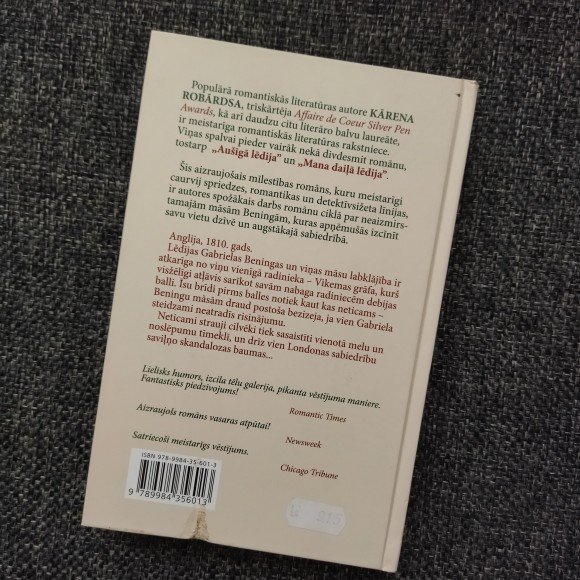 Populārā romantiskās literatūras autore KĀRENA
ROBĀRDSA, trīskārtēja Affaire de Coeur Silver Pen
Awards, kā arī daudzu citu literāro balvu laureāte,
ir meistarīga romantiskās literatūras rakstniece.
Viņas spalvai pieder vairāk nekā divdesmit romānu,
tostarp „Aušīgā lēdija” un „Mana daiļā lēdija”.
Šis aizraujošais mīlestības romāns, kuru meistarīgi
caurvij spriedzes, romantikas un detektīvsižeta līnijas,
ir autores spožākais darbs romānu ciklā par neaizmirs-
tamajām māsām Beningām, kuras apņēmušās izcīnīt
savu vietu dzīvē un augstākajā sabiedrībā.
Anglija, 1810. gads.
Lēdijas Gabrielas Beningas un viņas māsu labklājība ir
atkarīga no viņu vienīgā radinieka – Vikemas grāfa, kurš
visžēlīgi atļāvis sarīkot savām nabaga radiniecēm debijas
balli. Īsu brīdi pirms balles notiek kaut kas neticams –
Beningu māsām draud postoša bezizeja, ja vien Gabriela
steidzami neatradīs risinājumu.
Neticami strauji cilvēki tiek sasaistīti vienotā melu un
noslēpumu tīmeklī, un drīz vien Londonas sabiedrību
saviļņo skandalozas baumas...
Lielisks humors, izcila tēlu galerija, pikanta vēstījuma maniere.
Fantastisks piedzīvojums!
Romantic Times
Aizraujošs romāns vasaras atpūtai!
Newsweek
Satriecoši meistarīgs vēstījums.
Chicago Tribune
ISBN 978-9984-35-601-3
9 789984 356013